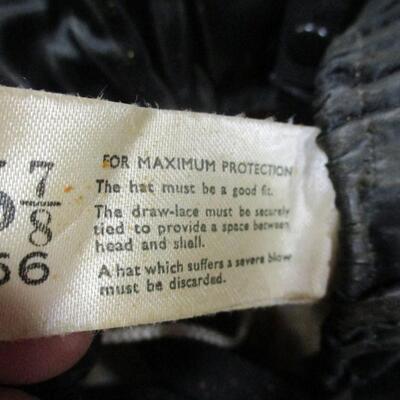 7/8
66
FOR MAXIMUM PROTECTION
The hat must be a good fit.
The draw-lace must be securely
tied to provide a space between
head and shell.
A hat which suffers a severe blow
must be discarded.